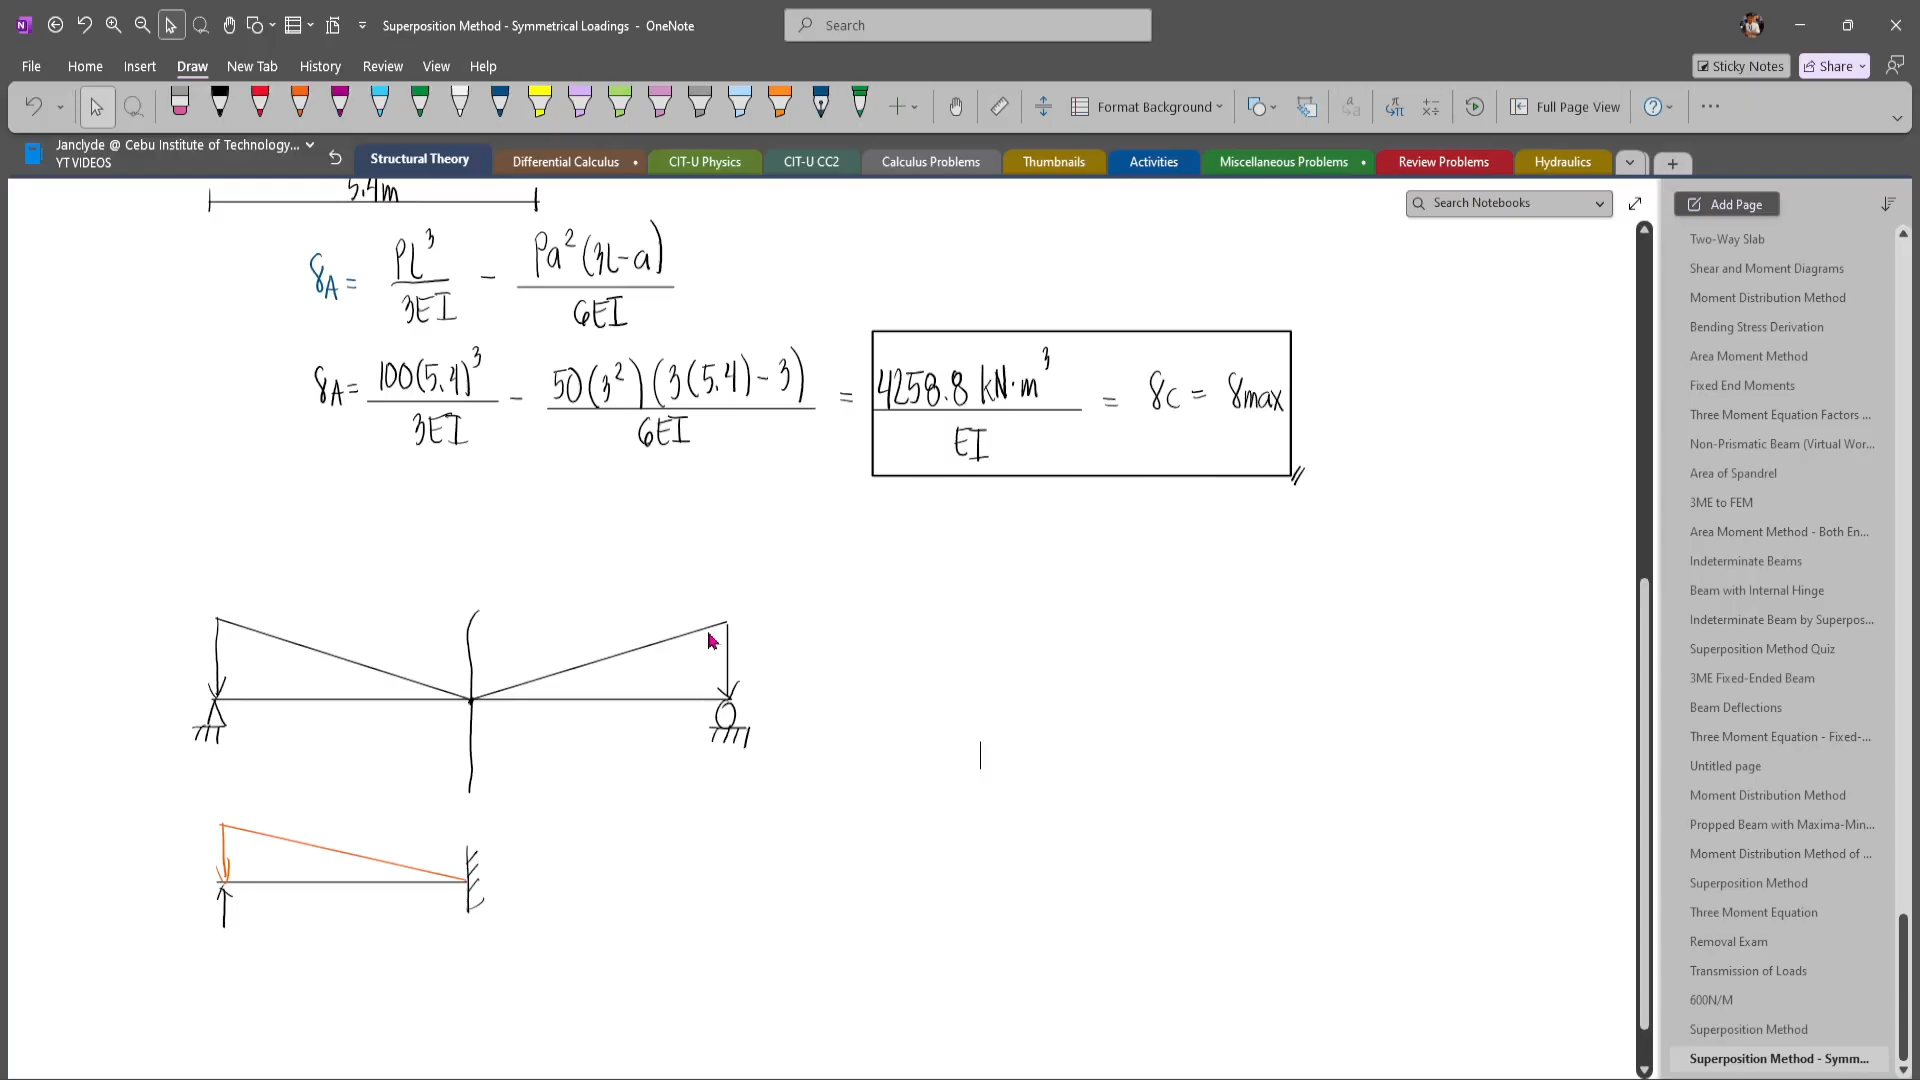 Superposition Method - Symmetrical Loadings - OneNote
Search
File Home Insert Draw New Tab History Review View Help
Sticky Notes
Share
Format Background
Full Page View
Janclyde @ Cebu Institute of Technology...
YT VIDEOS
Structural Theory
Differential Calculus
CIT-U Physics
CIT-U CC2
Calculus Problems
Thumbnails
Activities
Miscellaneous Problems
Review Problems
Hydraulics
Search Notebooks
Add Page
5.4m
δA = PL³/3EI - Pa²(3L-a)/6EI
δA = 100(5.4)³/3EI - 50(3²)(3(5.4)-3)/6EI = 4258.8 kN·m³/EI = δC = δmax
Two-Way Slab
Shear and Moment Diagrams
Moment Distribution Method
Bending Stress Derivation
Area Moment Method
Fixed End Moments
Three Moment Equation Factors ...
Non-Prismatic Beam (Virtual Wor...
Area of Spandrel
3ME to FEM
Area Moment Method - Both En...
Indeterminate Beams
Beam with Internal Hinge
Indeterminate Beam by Superpos...
Superposition Method Quiz
3ME Fixed-Ended Beam
Beam Deflections
Three Moment Equation - Fixed-...
Untitled page
Moment Distribution Method
Propped Beam with Maxima-Min...
Moment Distribution Method of ...
Superposition Method
Three Moment Equation
Removal Exam
Transmission of Loads
600N/M
Superposition Method
Superposition Method - Symm...